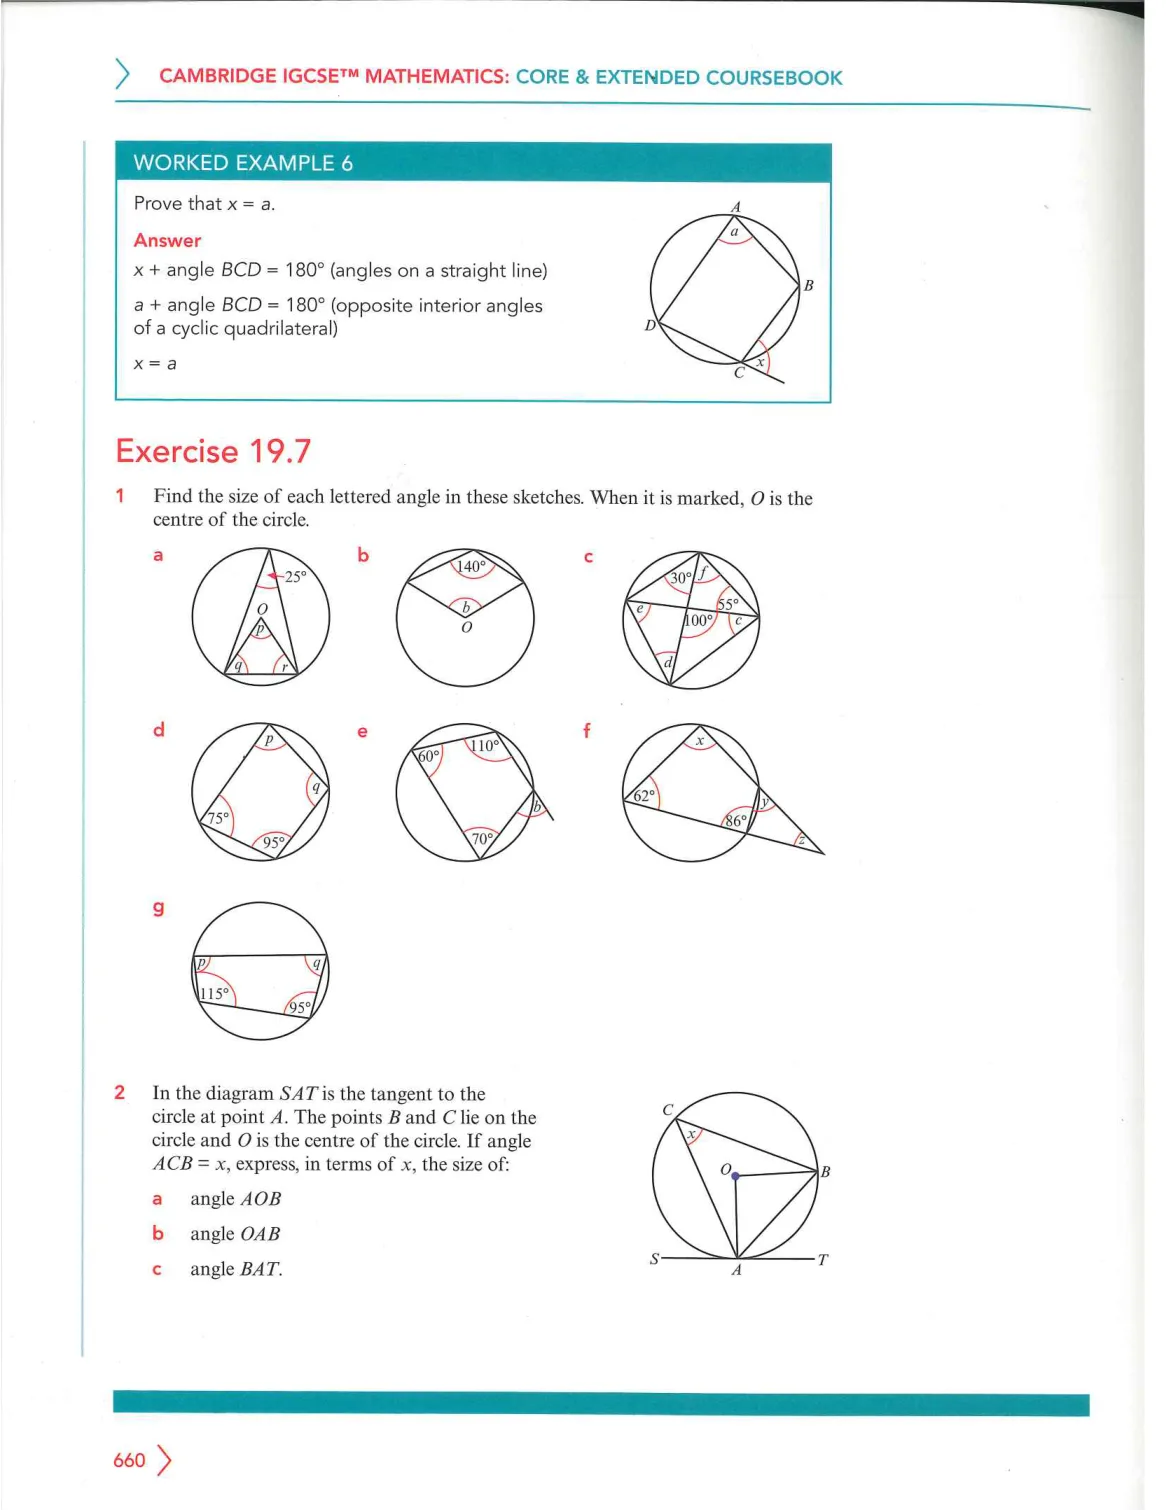 CAMBRIDGE IGCSE™ MATHEMATICS: CORE & EXTENDED COURSEBOOK
WORKED EXAMPLE 6
Prove that x = a.
Answer
x + angle BCD = 180° (angles on a straight line)
a + angle BCD = 180° (opposite interior angles
of a cyclic quadrilateral)
x = a
A
a
B
D
C
x
Exercise 19.7
1 Find the size of each lettered angle in these sketches. When it is marked, O is the
centre of the circle.
a
25°
O
p
q
r
b
140°
b
O
c
30°
f
e
55°
100°
c
d
d
p
q
75°
95°
e
60°
110°
b
70°
f
x
62°
y
86°
z
g
p
q
115°
95°
2 In the diagram SAT is the tangent to the
circle at point A. The points B and C lie on the
circle and O is the centre of the circle. If angle
ACB = x, express, in terms of x, the size of:
a angle AOB
b angle OAB
c angle BAT.
C
x
O
B
S
T
A
660